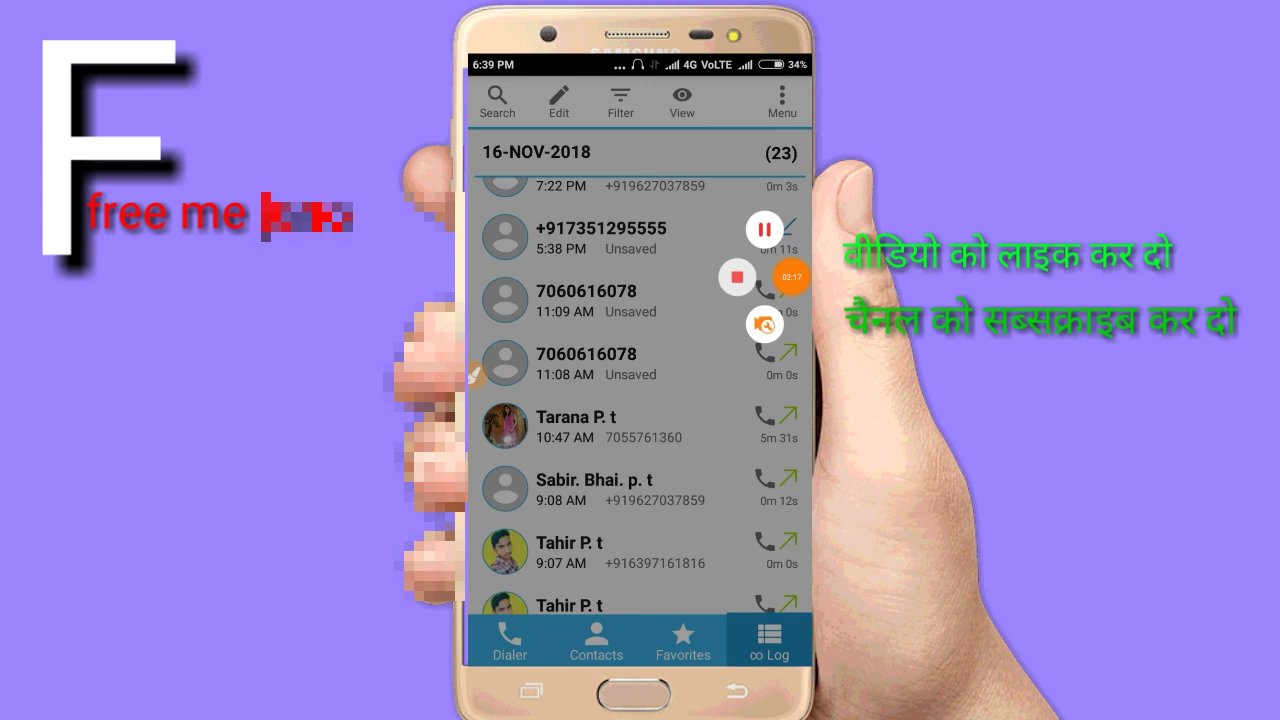 F
free me
SAMSUNG
6:39 PM ... 4G VoLTE 34%
Search Edit Filter View Menu
16-NOV-2018 (23)
7:22 PM +919627037859 0m 3s
+917351295555
5:38 PM Unsaved 0m 11s
02:17
7060616078
11:09 AM Unsaved 0s
7060616078
11:08 AM Unsaved 0m 0s
Tarana P. t
10:47 AM 7055761360 5m 31s
Sabir. Bhai. p. t
9:08 AM +919627037859 0m 12s
Tahir P. t
9:07 AM +916397161816 0m 0s
Tahir P. t
Dialer Contacts Favorites ∞ Log
वीडियो को लाइक कर दो
चैनल को सब्सक्राइब कर दो